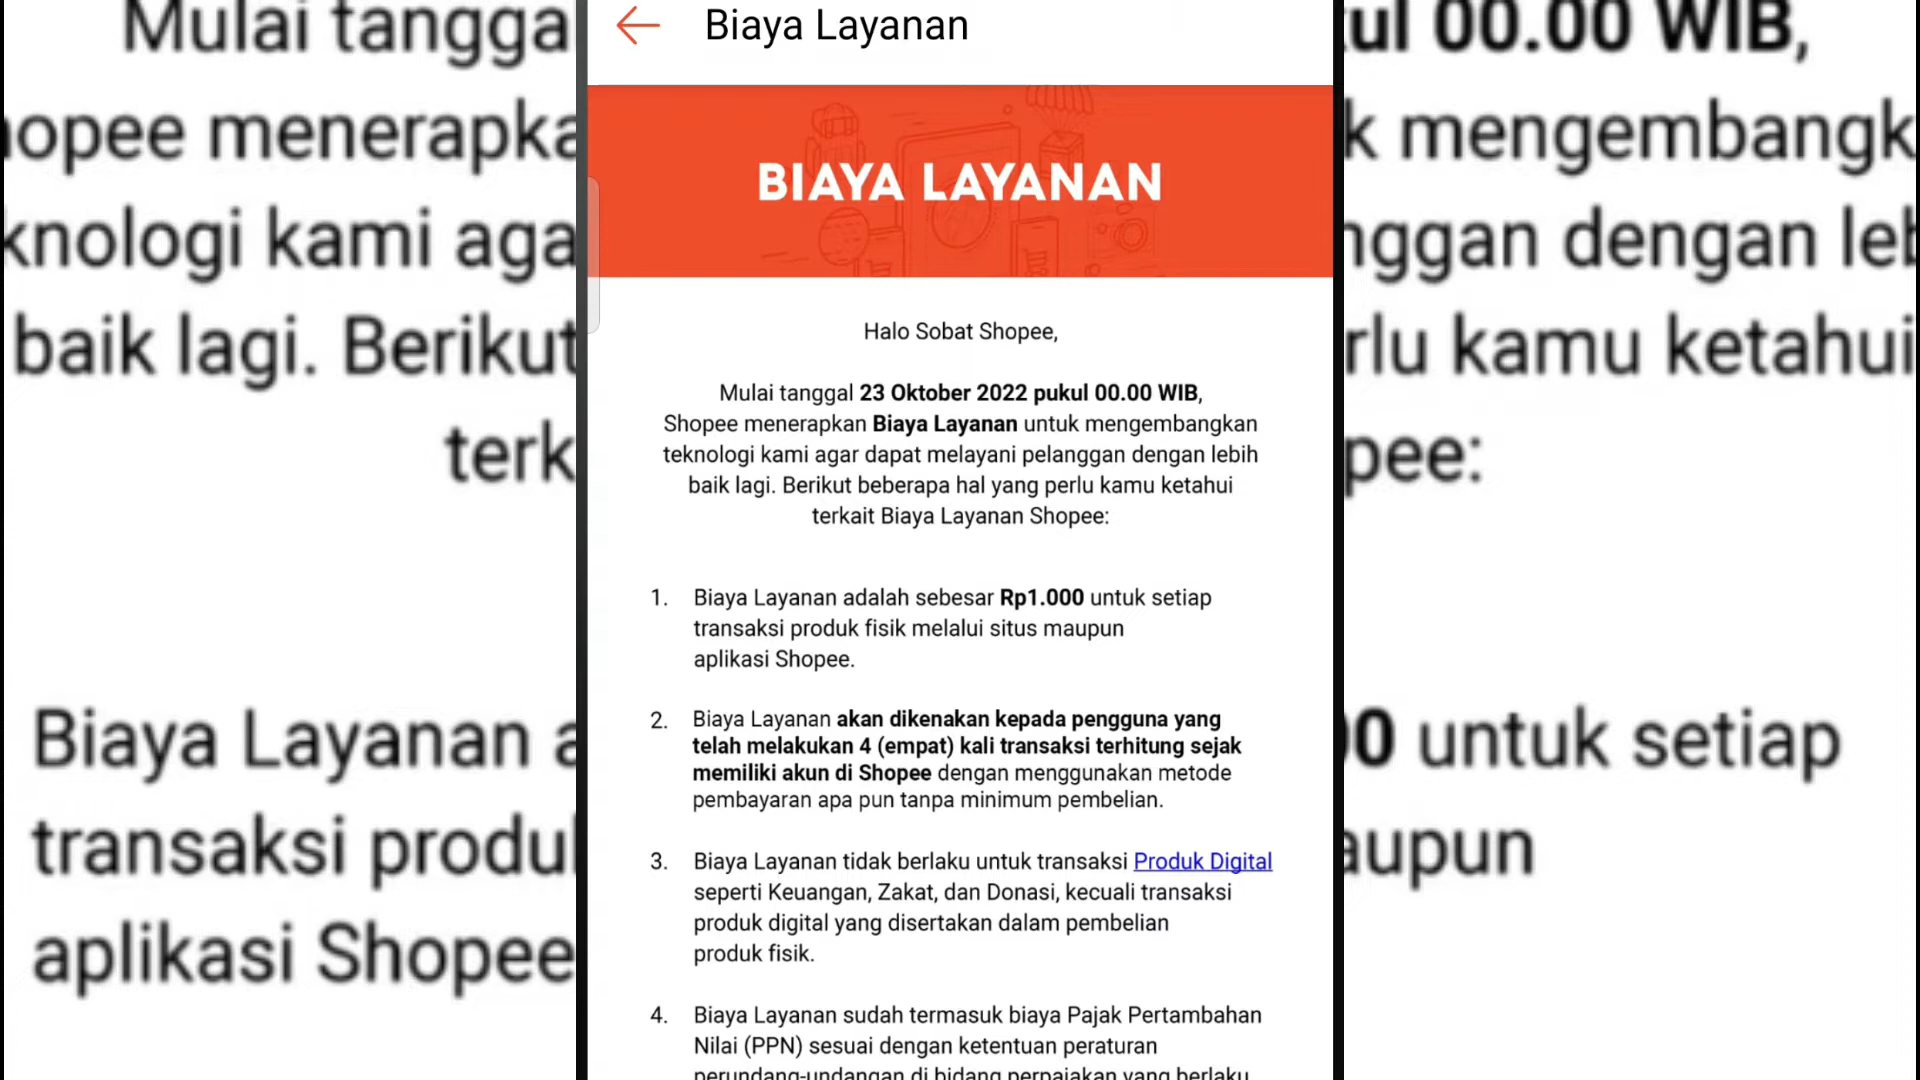 Biaya Layanan
BIAYA LAYANAN
Halo Sobat Shopee,
Mulai tanggal 23 Oktober 2022 pukul 00.00 WIB,
Shopee menerapkan Biaya Layanan untuk mengembangkan
teknologi kami agar dapat melayani pelanggan dengan lebih
baik lagi. Berikut beberapa hal yang perlu kamu ketahui
terkait Biaya Layanan Shopee:
1. Biaya Layanan adalah sebesar Rp1.000 untuk setiap
transaksi produk fisik melalui situs maupun
aplikasi Shopee.
2. Biaya Layanan akan dikenakan kepada pengguna yang
telah melakukan 4 (empat) kali transaksi terhitung sejak
memiliki akun di Shopee dengan menggunakan metode
pembayaran apa pun tanpa minimum pembelian.
3. Biaya Layanan tidak berlaku untuk transaksi Produk Digital
seperti Keuangan, Zakat, dan Donasi, kecuali transaksi
produk digital yang disertakan dalam pembelian
produk fisik.
4. Biaya Layanan sudah termasuk biaya Pajak Pertambahan
Nilai (PPN) sesuai dengan ketentuan peraturan
perundang-undangan di bidang perpajakan yang berlaku
Mulai tangga
opee menerapka
knologi kami aga
baik lagi. Berikut
terk
Biaya Layanan a
transaksi produ
aplikasi Shopee
ul 00.00 WIB,
k mengembangk
nggan dengan leb
rlu kamu ketahui
pee:
0 untuk setiap
aupun